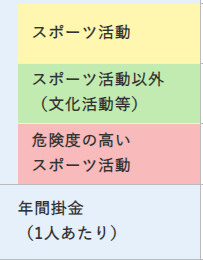 スポーツ活動
スポーツ活動以外
（文化活動等）
危険度の高い
スポーツ活動
年間掛金
（1人あたり）